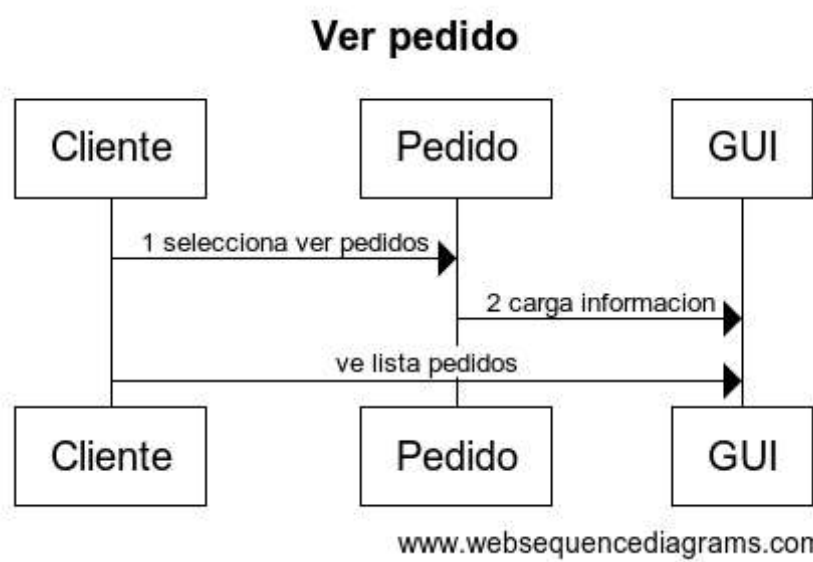 Ver pedido
Cliente Pedido GUI
1 selecciona ver pedidos
2 carga informacion
ve lista pedidos
Cliente Pedido GUI
www.websequencediagrams.com